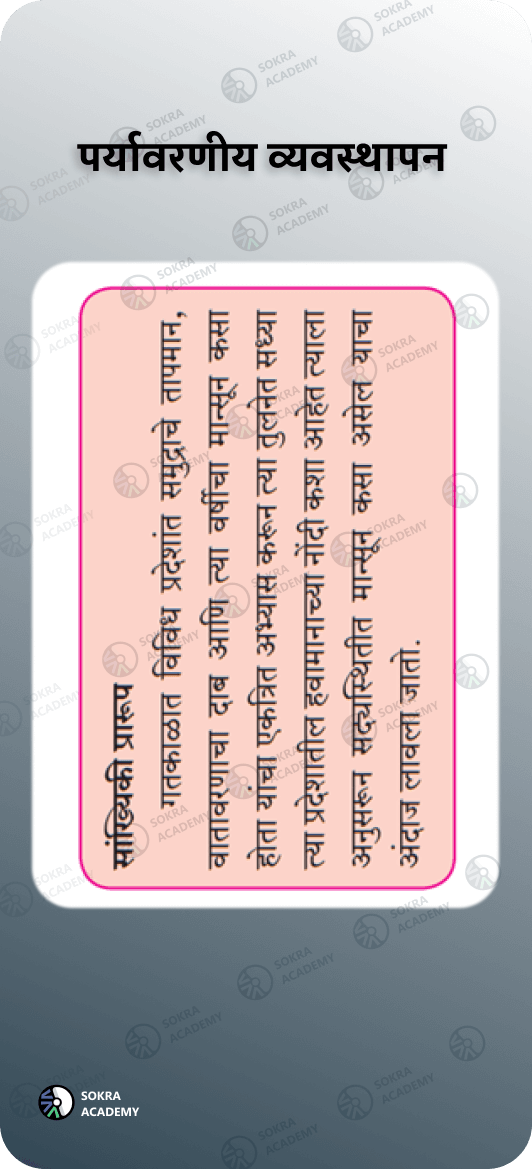 पर्यावरणीय व्यवस्थापन
सांख्यिकी प्रारूप
गतकाळात विविध प्रदेशांत समुद्राचे तापमान,
वातावरणाचा दाब आणि त्या वर्षीचा मान्सून कसा
होता यांचा एकत्रित अभ्यास करून त्या तुलनेत सध्या
त्या प्रदेशातील हवामानाच्या नोंदी कशा आहेत त्याला
अनुसरून सद्यस्थितीत मान्सून कसा असेल याचा
अंदाज लावला जातो.
SOKRA
ACADEMY